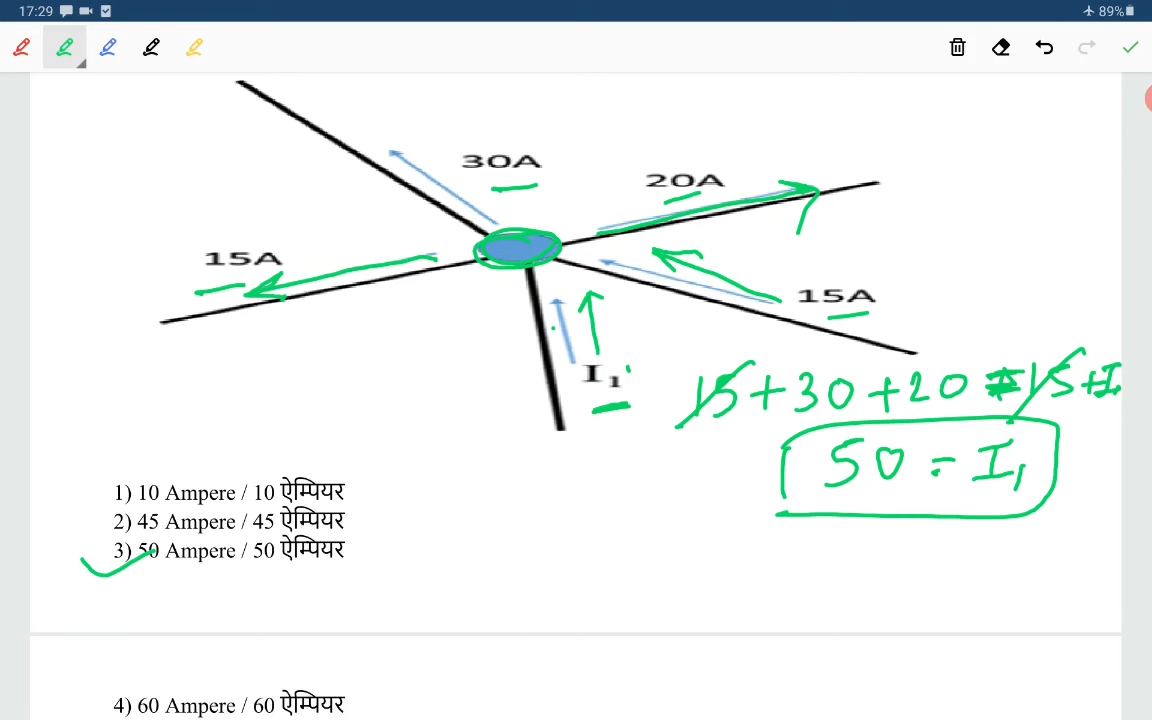 17:29
89%
30A
20A
15A
15A
I₁
15+30+20=15+I
50=I₁
1) 10 Ampere / 10 ऐम्पियर
2) 45 Ampere / 45 ऐम्पियर
3) 50 Ampere / 50 ऐम्पियर
4) 60 Ampere / 60 ऐम्पियर